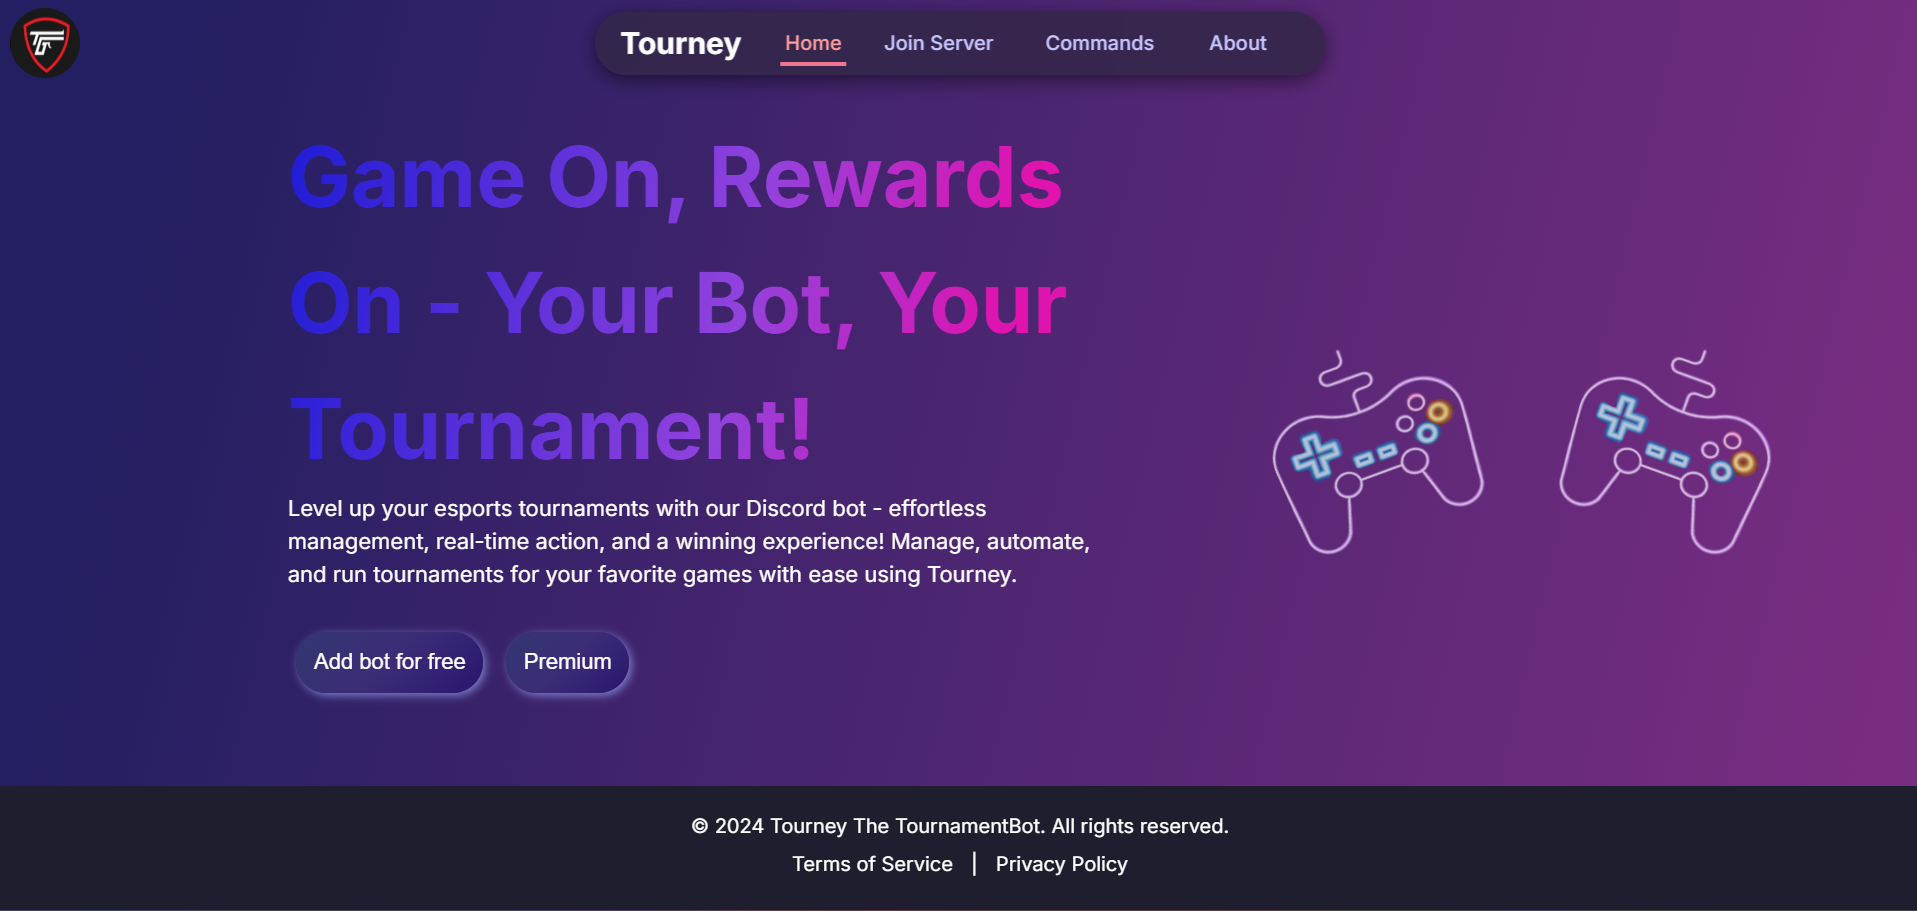 Tourney
Home
Join Server
Commands
About
Game On, Rewards
On - Your Bot, Your
Tournament!
Level up your esports tournaments with our Discord bot - effortless
management, real-time action, and a winning experience! Manage, automate,
and run tournaments for your favorite games with ease using Tourney.
Add bot for free
Premium
© 2024 Tourney The TournamentBot. All rights reserved.
Terms of Service | Privacy Policy